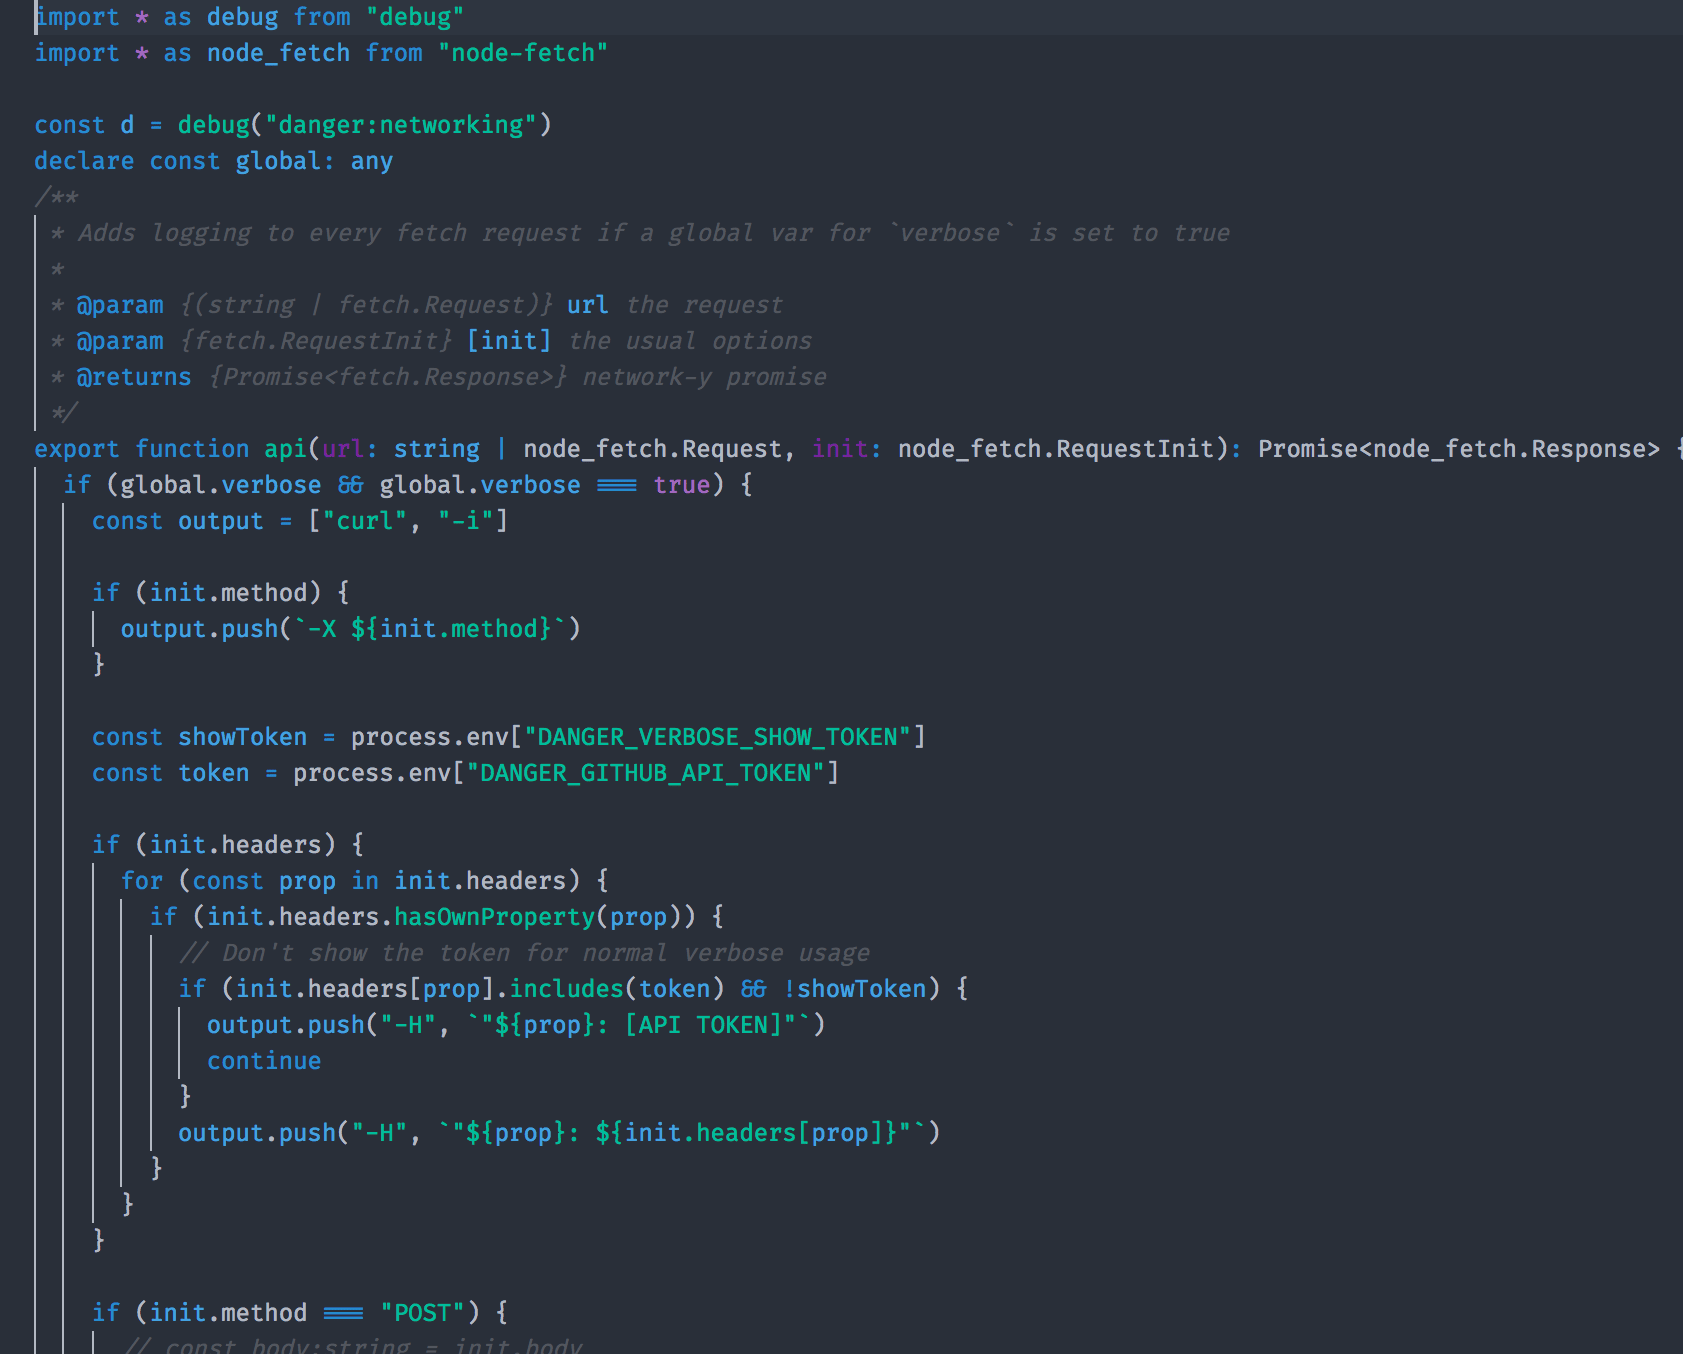 import * as debug from "debug"
import * as node_fetch from "node-fetch"
const d = debug("danger:networking")
declare const global: any
/**
* Adds logging to every fetch request if a global var for `verbose` is set to true
*
* @param {(string | fetch.Request)} url the request
* @param {fetch.RequestInit} [init] the usual options
* @returns {Promise<fetch.Response>} network-y promise
*/
export function api(url: string | node_fetch.Request, init: node_fetch.RequestInit): Promise<node_fetch.Response> {
if (global.verbose && global.verbose === true) {
const output = ["curl", "-i"]
if (init.method) {
output.push(`-X ${init.method}`)
}
const showToken = process.env["DANGER_VERBOSE_SHOW_TOKEN"]
const token = process.env["DANGER_GITHUB_API_TOKEN"]
if (init.headers) {
for (const prop in init.headers) {
if (init.headers.hasOwnProperty(prop)) {
// Don't show the token for normal verbose usage
if (init.headers[prop].includes(token) && !showToken) {
output.push("-H", `"${prop}: [API TOKEN]"`)
continue
}
output.push("-H", `"${prop}: ${init.headers[prop]}"`)
}
}
}
if (init.method === "POST") {
// const body:string = init.body